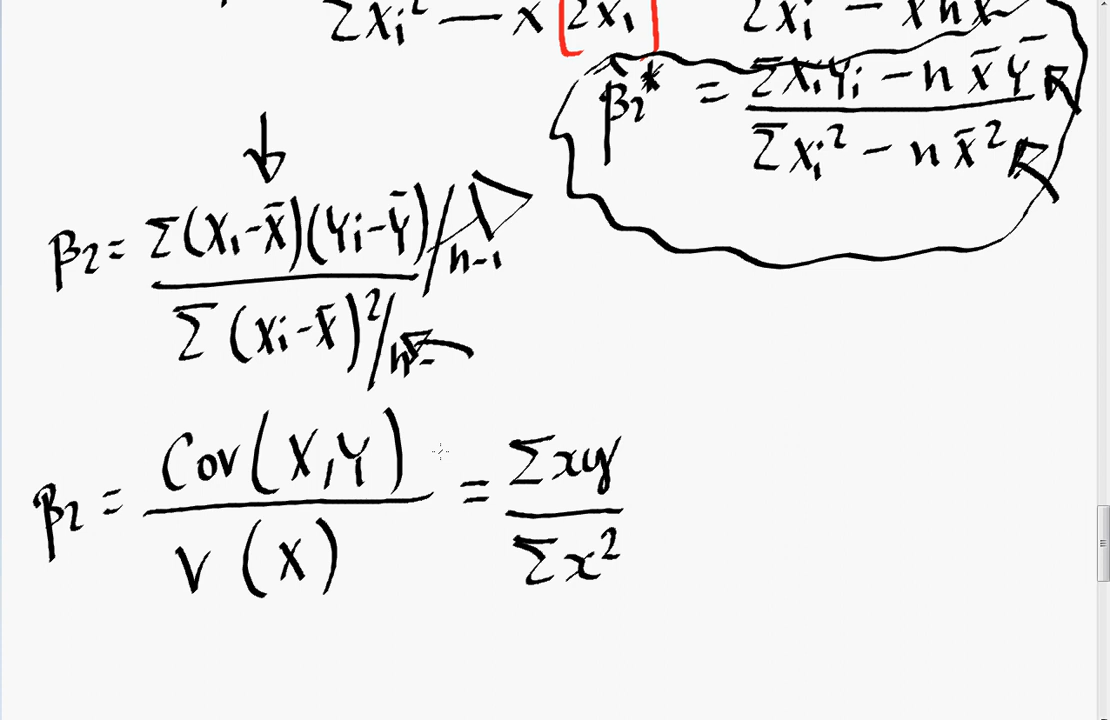 Σxi² — x [Σxi]    Σxi² — x̄nx̄
β̂2* = ΣxiYi − n x̄ Ȳ / Σxi² − n x̄²
β2 = Σ(Xi-X̄)(Yi-Ȳ)/n-1 / Σ(Xi-X̄)²/n-1
β2 = Cov(X,Y) / V(X) = Σxy / Σx²